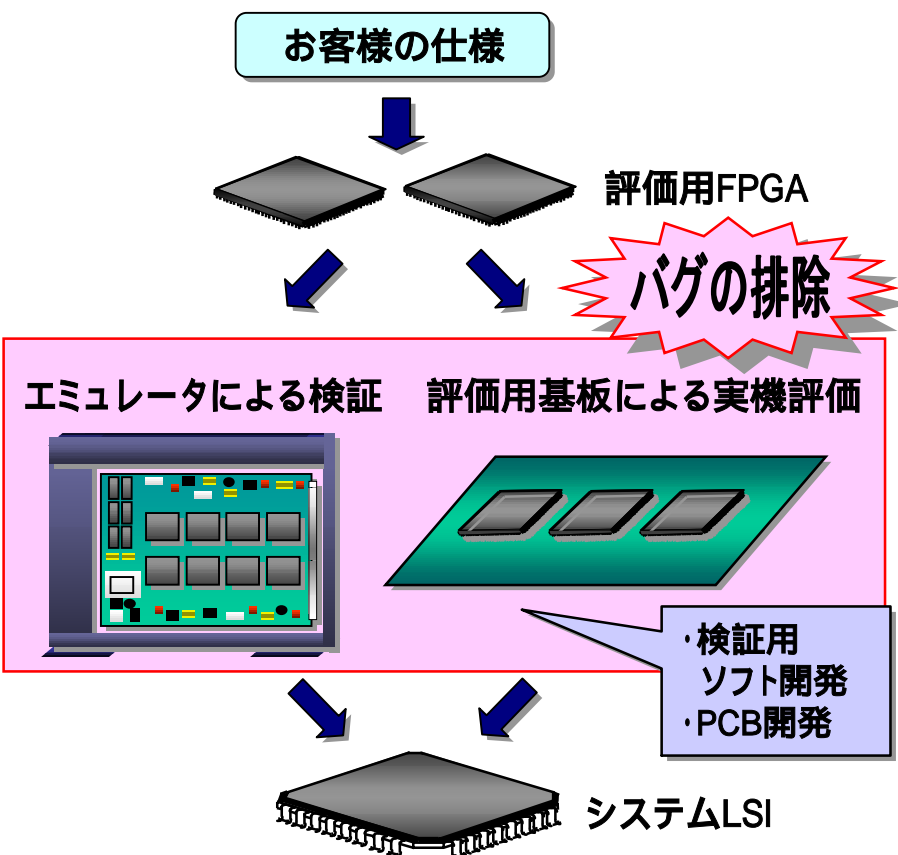 お客様の仕様
評価用FPGA
バグの排除
エミュレータによる検証
評価用基板による実機評価
・検証用
ソフト開発
・PCB開発
システムLSI